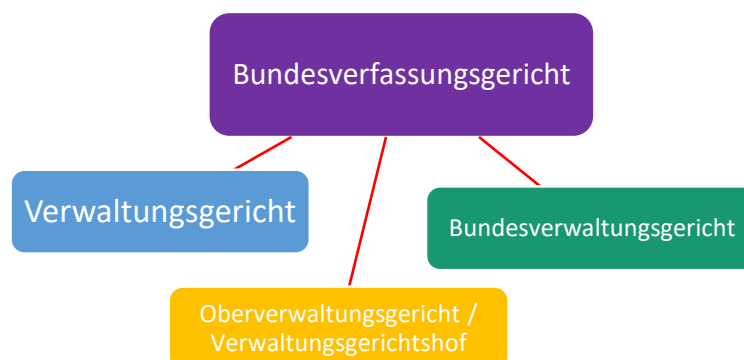 Bundesverfassungsgericht
Verwaltungsgericht
Bundesverwaltungsgericht
Oberverwaltungsgericht /
Verwaltungsgerichtshof